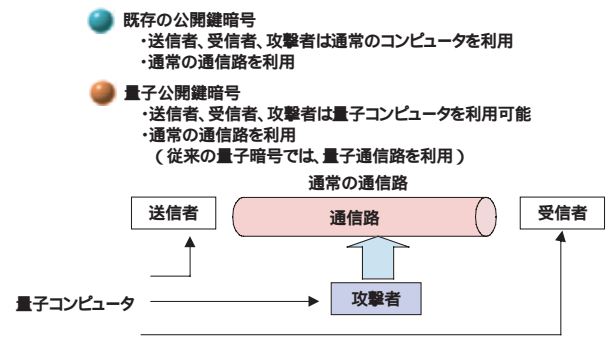 既存の公開鍵暗号
・送信者、受信者、攻撃者は通常のコンピュータを利用
・通常の通信路を利用
量子公開鍵暗号
・送信者、受信者、攻撃者は量子コンピュータを利用可能
・通常の通信路を利用
（従来の量子暗号では、量子通信路を利用）
通常の通信路
送信者
通信路
受信者
攻撃者
量子コンピュータ